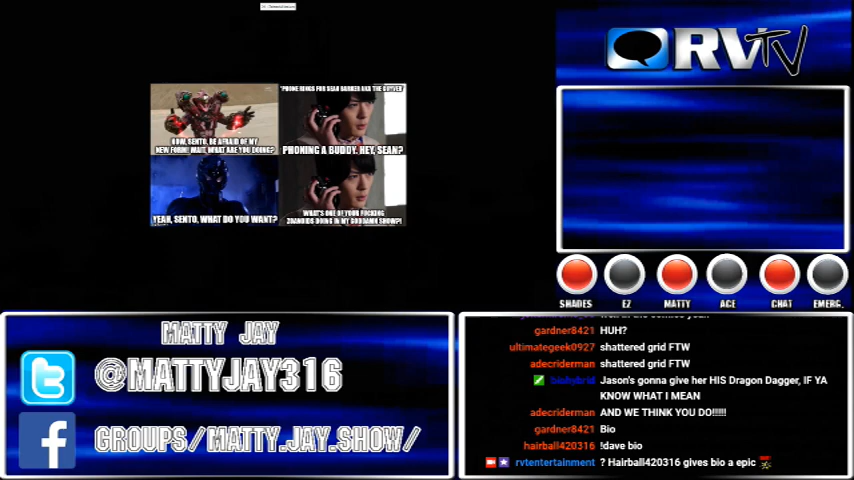 RVTV
NOW, SENTO, BE AFRAID OF MY
NEW FORM! WAIT, WHAT ARE YOU DOING?
*PHONE RINGS FOR SEAN BARKER AKA THE GUYVER*
PHONING A BUDDY. HEY, SEAN?
YEAH, SENTO, WHAT DO YOU WANT?
WHAT'S ONE OF YOUR FUCKING
ZOANOIDS DOING IN MY GODDAMN SHOW?!
SHADES
EZ
MATTY
ACE
CHAT
EMERG.
MATTY JAY
@MATTYJAY316
GROUPS/MATTY.JAY.SHOW/
gardner8421 HUH?
ultimategeek0927 shattered grid FTW
adecriderman shattered grid FTW
biohybrid Jason's gonna give her HIS Dragon Dagger, IF YA
KNOW WHAT I MEAN
adecriderman AND WE THINK YOU DO!!!!!!
gardner8421 Bio
hairball420316 !dave bio
rvtentertainment ? Hairball420316 gives bio a epic